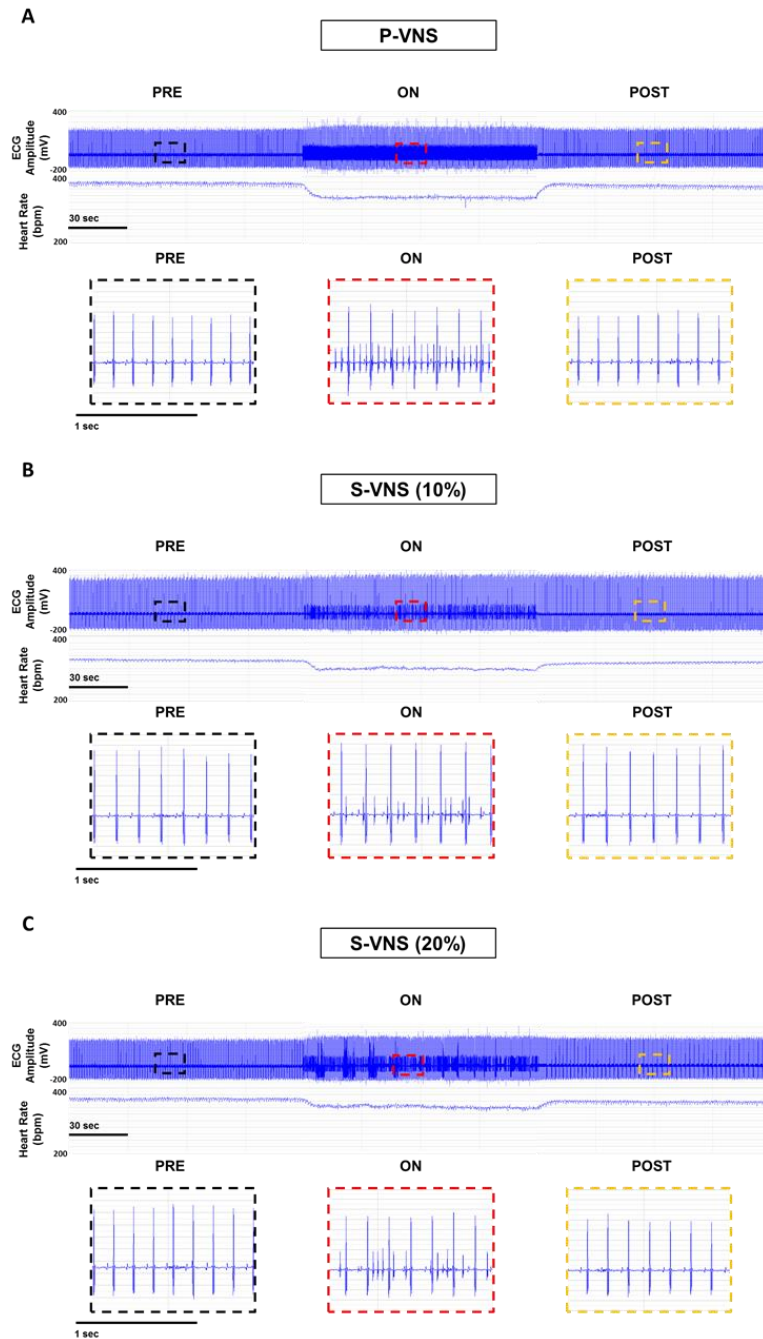 A
P-VNS
PRE ON POST
400
ECG
Amplitude
(mV)
-200
400
Heart Rate
(bpm)
200
30 sec
PRE ON POST
1 sec
B
S-VNS (10%)
PRE ON POST
400
ECG
Amplitude
(mV)
-200
400
Heart Rate
(bpm)
200
30 sec
PRE ON POST
1 sec
C
S-VNS (20%)
PRE ON POST
400
ECG
Amplitude
(mV)
-200
400
Heart Rate
(bpm)
200
30 sec
PRE ON POST
1 sec